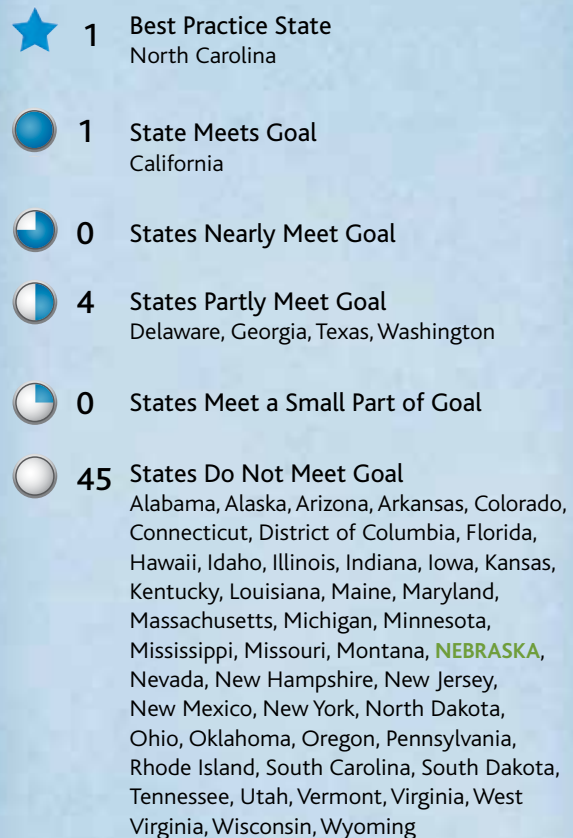 1 Best Practice State
North Carolina
1 State Meets Goal
California
0 States Nearly Meet Goal
4 States Partly Meet Goal
Delaware, Georgia, Texas, Washington
0 States Meet a Small Part of Goal
45 States Do Not Meet Goal
Alabama, Alaska, Arizona, Arkansas, Colorado,
Connecticut, District of Columbia, Florida,
Hawaii, Idaho, Illinois, Indiana, Iowa, Kansas,
Kentucky, Louisiana, Maine, Maryland,
Massachusetts, Michigan, Minnesota,
Mississippi, Missouri, Montana, NEBRASKA,
Nevada, New Hampshire, New Jersey,
New Mexico, New York, North Dakota,
Ohio, Oklahoma, Oregon, Pennsylvania,
Rhode Island, South Carolina, South Dakota,
Tennessee, Utah, Vermont, Virginia, West
Virginia, Wisconsin, Wyoming